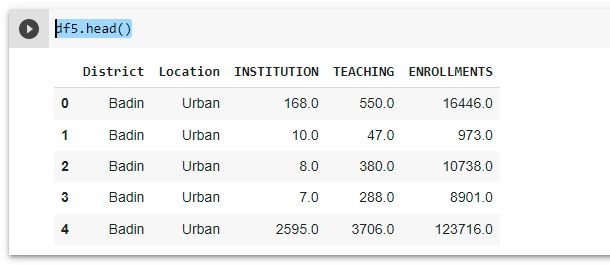 df5.head()
District Location INSTITUTION TEACHING ENROLLMENTS
0 Badin Urban 168.0 550.0 16446.0
1 Badin Urban 10.0 47.0 973.0
2 Badin Urban 8.0 380.0 10738.0
3 Badin Urban 7.0 288.0 8901.0
4 Badin Urban 2595.0 3706.0 123716.0